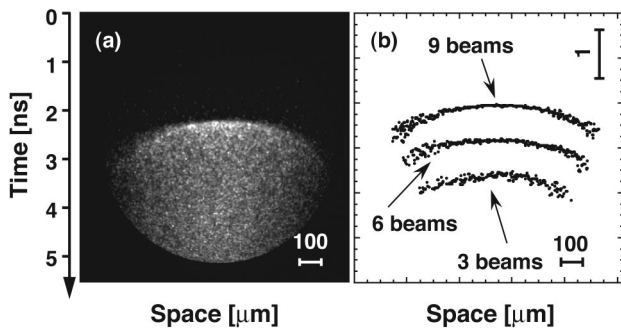 0
1
2
3
4
5
Time [ns]
(a)
100
Space [μm]
(b)
9 beams
1
6 beams
3 beams
100
Space [μm]